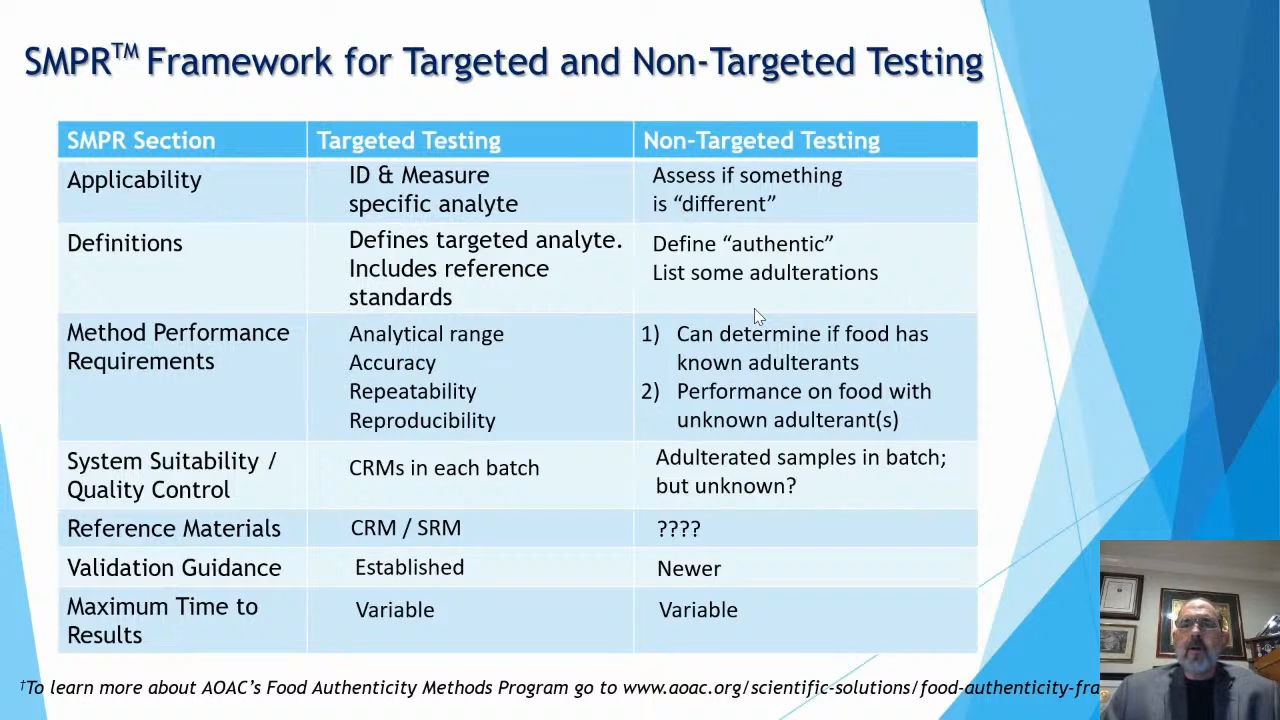 SMPR™ Framework for Targeted and Non-Targeted Testing
SMPR Section
Targeted Testing
Non-Targeted Testing
Applicability
ID & Measure
specific analyte
Assess if something
is “different”
Definitions
Defines targeted analyte.
Includes reference
standards
Define “authentic”
List some adulterations
Method Performance
Requirements
Analytical range
Accuracy
Repeatability
Reproducibility
1) Can determine if food has
known adulterants
2) Performance on food with
unknown adulterant(s)
System Suitability /
Quality Control
CRMs in each batch
Adulterated samples in batch;
but unknown?
Reference Materials
CRM / SRM
????
Validation Guidance
Established
Newer
Maximum Time to
Results
Variable
Variable
†To learn more about AOAC’s Food Authenticity Methods Program go to www.aoac.org/scientific-solutions/food-authenticity-fra